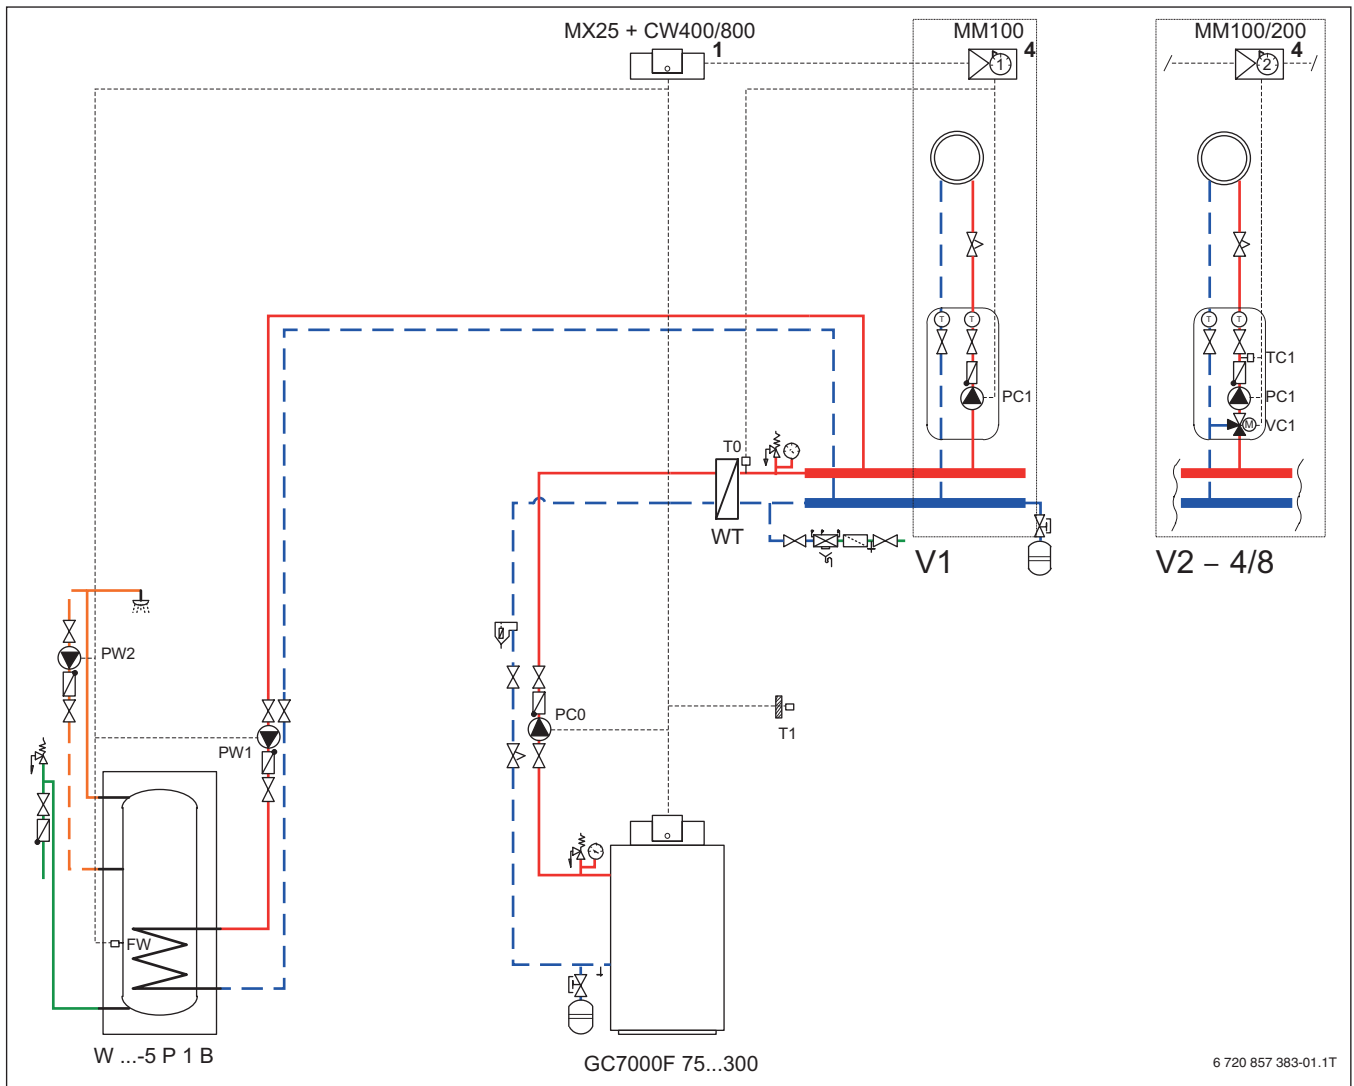 MX25 + CW400/800
1
MM100
4
1
MM100/200
4
2
T
T
T
T
TC1
PC1
PC1
VC1
M
T0
WT
V1
V2 – 4/8
PW2
PW1
PC0
T1
FW
W ...-5 P 1 B
GC7000F 75...300
6 720 857 383-01.1T